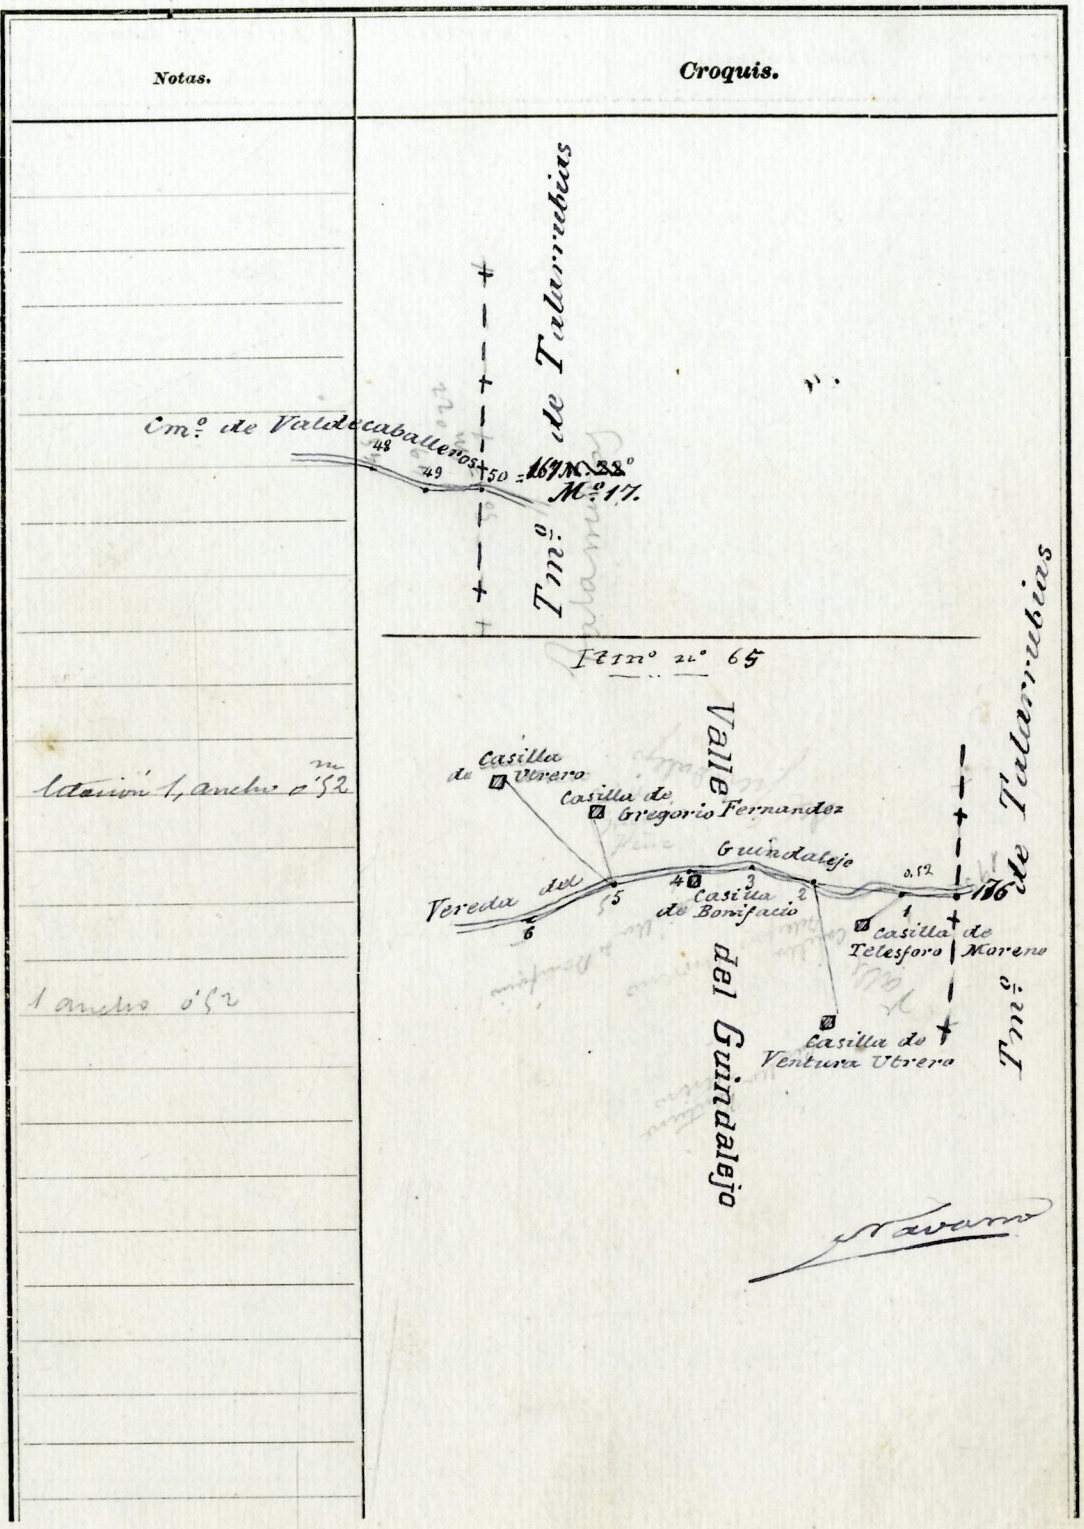 Notas.
Croquis.
Tmº de Talarrubias
Cmº de Valdecaballeros
48
49
50 = 167 M. 22º
Mº 17.
Itmº nº 65
Valle del Guindalejo
Tmº de Talarrubias
Casilla
de Utrero
Casilla de
Gregorio Fernandez
Estación 1, ancho 0'52 m
Guindalejo
Vereda del
0,52
176
1
2
3
4
5
6
Casilla
de Bonifacio
Casilla de
Telesforo Moreno
1 ancho 0'52
Casilla de
Ventura Utrero
Navarro